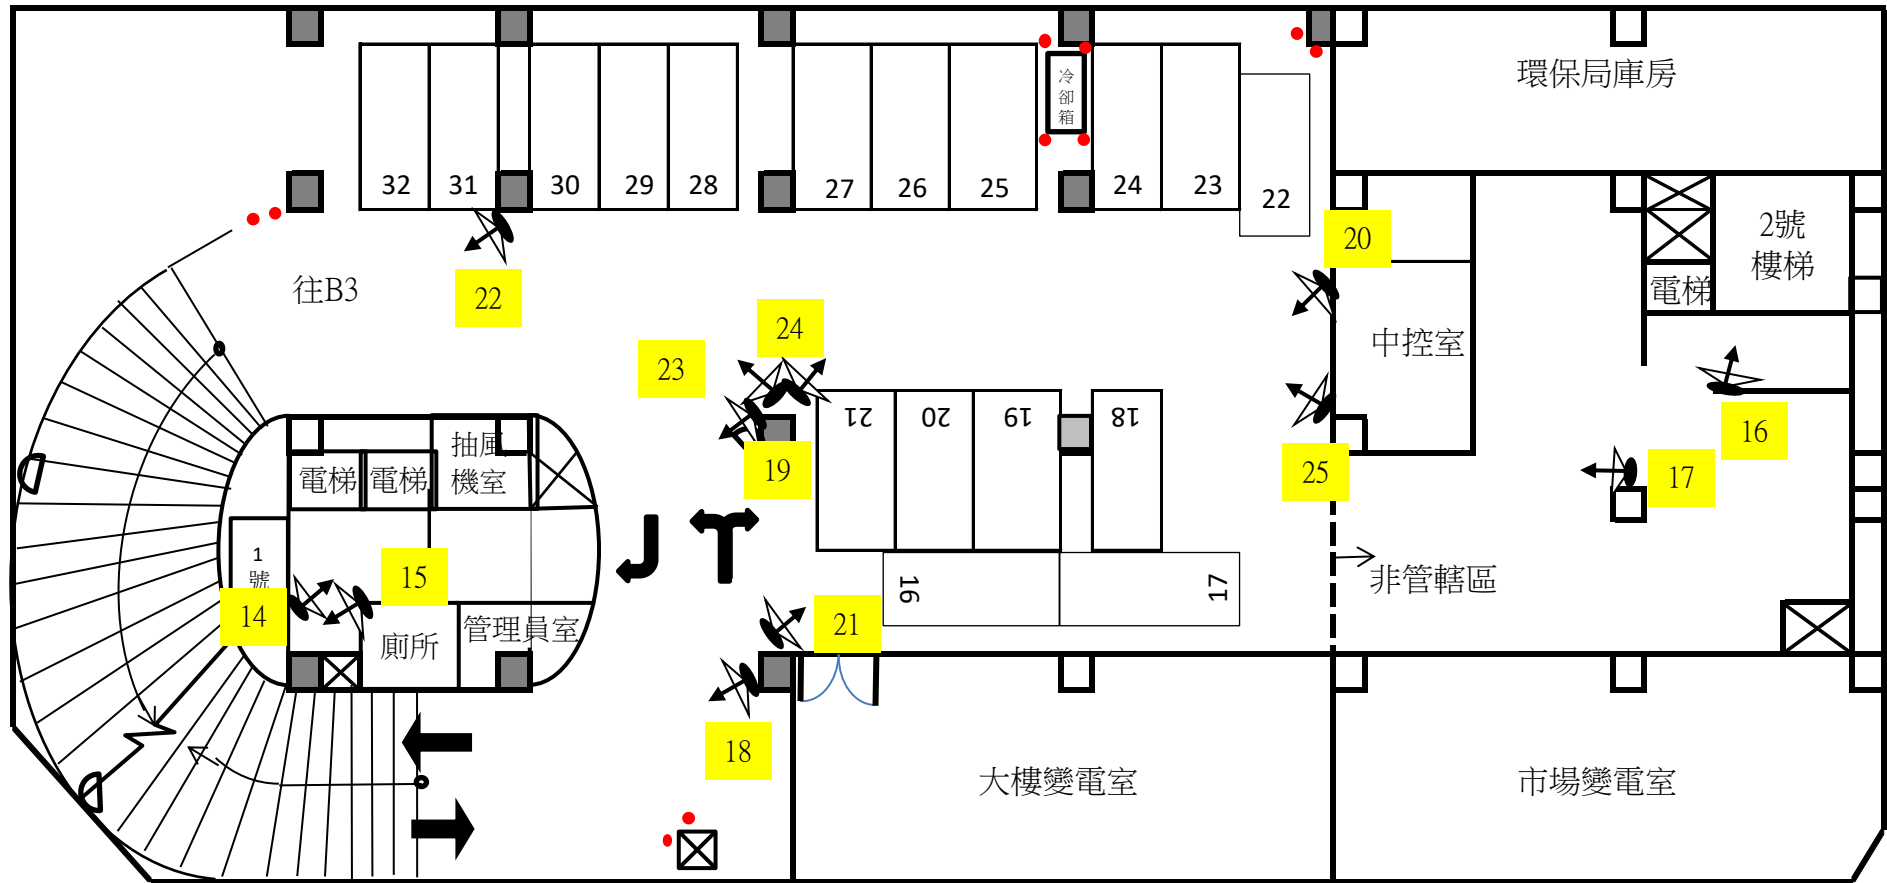 環保局庫房
冷
卻
箱
32
31
30
29
28
27
26
25
24
23
22
2號
樓梯
電梯
20
往B3
22
24
中控室
23
21
20
19
18
16
抽風
機室
電梯
電梯
19
25
17
1
號
15
14
非管轄區
16
17
廁所
管理員室
21
18
大樓變電室
市場變電室